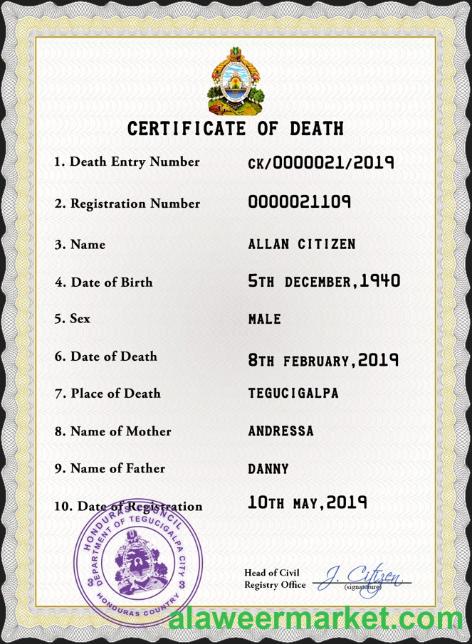 CERTIFICATE OF DEATH
1. Death Entry Number CK/0000021/2019
2. Registration Number 0000021109
3. Name ALLAN CITIZEN
4. Date of Birth 5TH DECEMBER,1940
5. Sex MALE
6. Date of Death 8TH FEBRUARY,2019
7. Place of Death TEGUCIGALPA
8. Name of Mother ANDRESSA
9. Name of Father DANNY
10. Date of Registration 10TH MAY,2019
HONDURAS COUNCIL
DEPARTMENT OF TEGUCIGALPA CITY
HONDURAS COUNTRY
Head of Civil
Registry Office J. Citizen
(signature)
alaweermarket.com